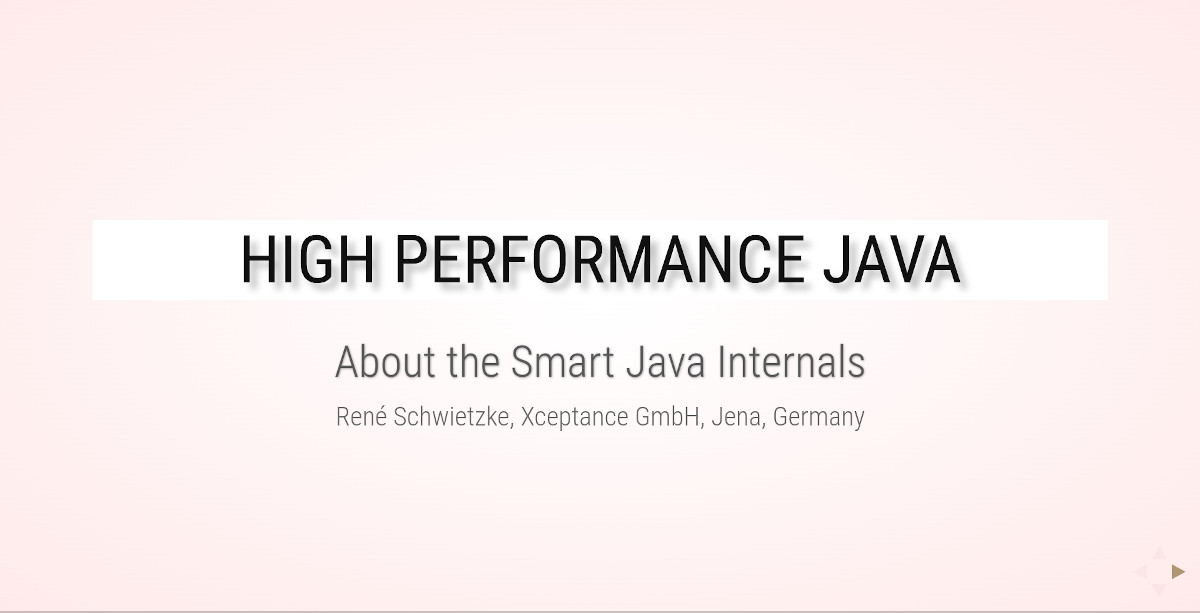 HIGH PERFORMANCE JAVA
About the Smart Java Internals
René Schwietzke, Xceptance GmbH, Jena, Germany